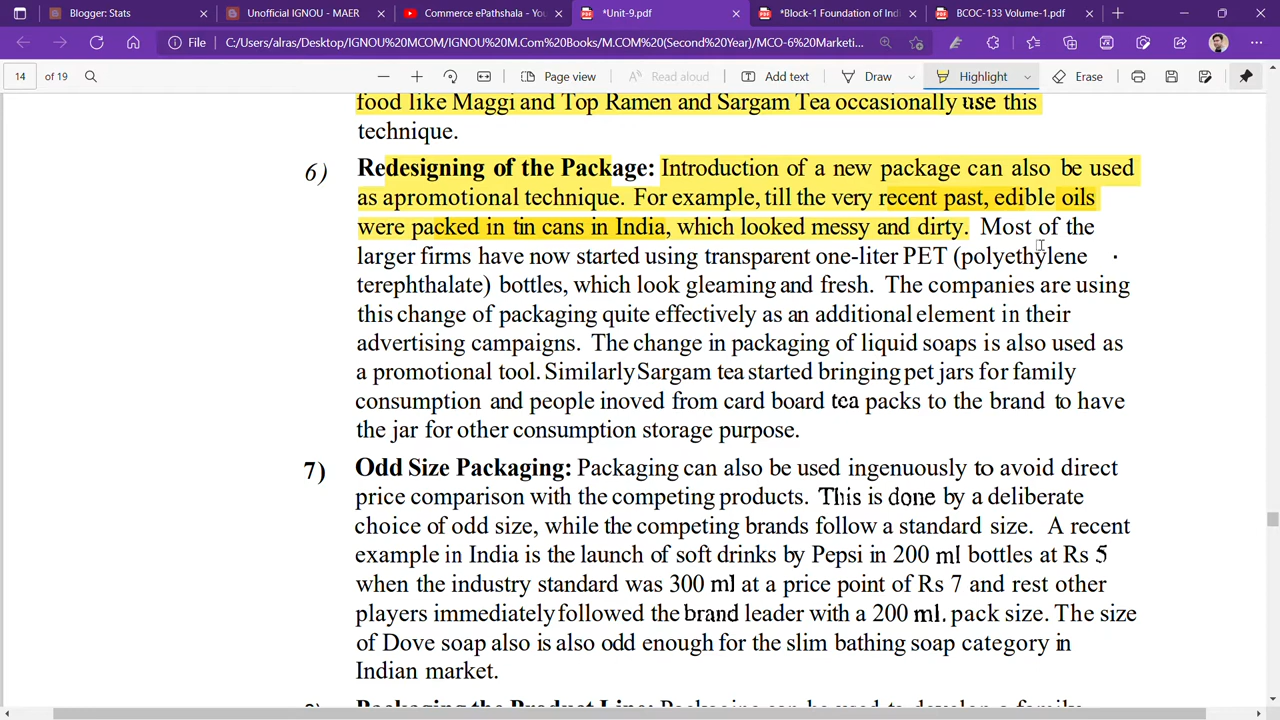 Blogger: Stats
Unofficial IGNOU - MAER
Commerce ePathshala - Yo
*Unit-9.pdf
*Block-1 Foundation of Ind
BCOC-133 Volume-1.pdf
File
C:/Users/alras/Desktop/IGNOU%20MCOM/IGNOU%20M.Com%20Books/M.COM%20(Second%20Year)/MCO-6%20Marketi...
14 of 19
Page view
Read aloud
Add text
Draw
Highlight
Erase
food like Maggi and Top Ramen and Sargam Tea occasionally use this
technique.
6) Redesigning of the Package: Introduction of a new package can also be used
as apromotional technique. For example, till the very recent past, edible oils
were packed in tin cans in India, which looked messy and dirty. Most of the
larger firms have now started using transparent one-liter PET (polyethylene
terephthalate) bottles, which look gleaming and fresh. The companies are using
this change of packaging quite effectively as an additional element in their
advertising campaigns. The change in packaging of liquid soaps is also used as
a promotional tool. Similarly Sargam tea started bringing pet jars for family
consumption and people inoved from card board tea packs to the brand to have
the jar for other consumption storage purpose.
7) Odd Size Packaging: Packaging can also be used ingenuously to avoid direct
price comparison with the competing products. This is done by a deliberate
choice of odd size, while the competing brands follow a standard size. A recent
example in India is the launch of soft drinks by Pepsi in 200 ml bottles at Rs 5
when the industry standard was 300 ml at a price point of Rs 7 and rest other
players immediately followed the brand leader with a 200 ml. pack size. The size
of Dove soap also is also odd enough for the slim bathing soap category in
Indian market.
Packaging the Product Line: Packaging can be used to develop a family